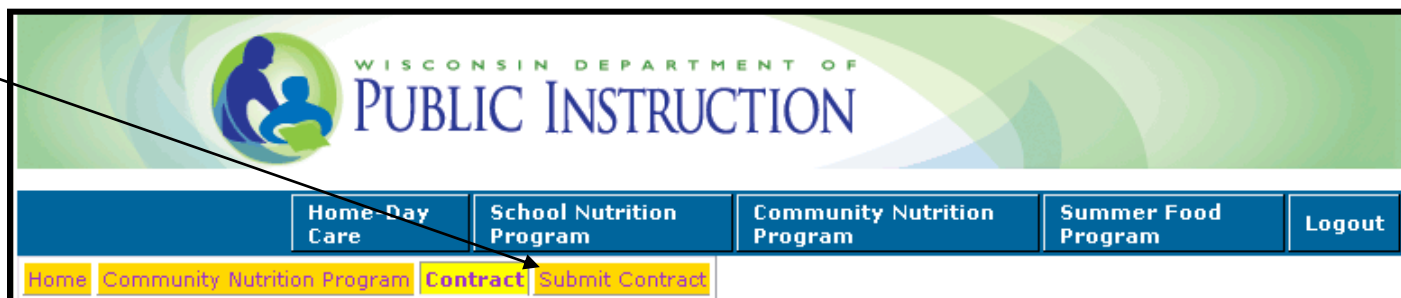 WISCONSIN DEPARTMENT OF
PUBLIC INSTRUCTION
Home-Day Care
School Nutrition Program
Community Nutrition Program
Summer Food Program
Logout
Home Community Nutrition Program Contract Submit Contract